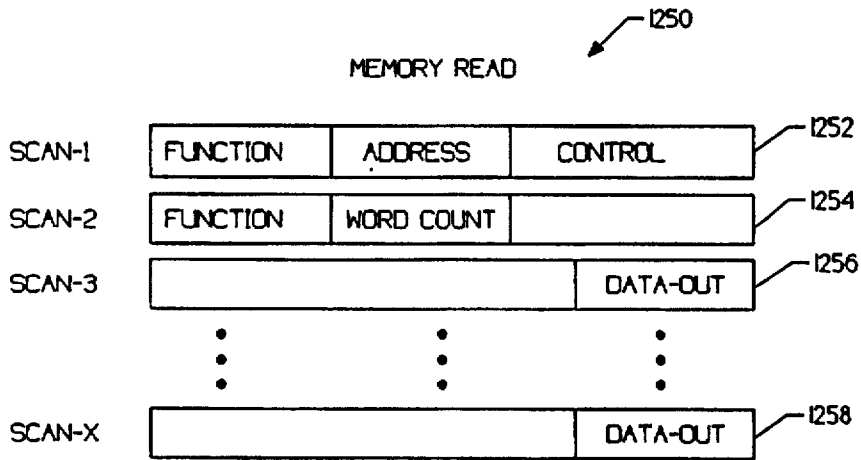 1250
MEMORY READ
1252
SCAN-1 FUNCTION ADDRESS CONTROL
1254
SCAN-2 FUNCTION WORD COUNT
1256
SCAN-3 DATA-OUT
1258
SCAN-X DATA-OUT